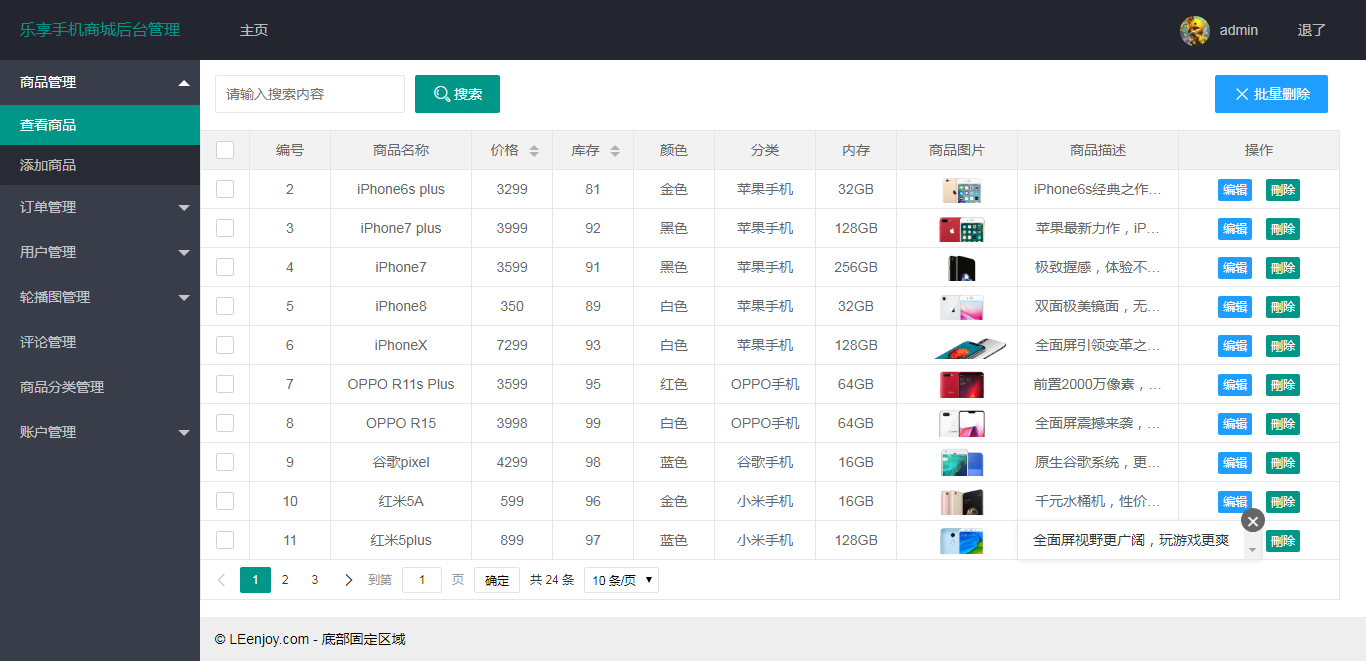 乐享手机商城后台管理 主页 admin 退了
商品管理
查看商品
添加商品
订单管理
用户管理
轮播图管理
评论管理
商品分类管理
账户管理
请输入搜索内容 搜索 批量删除
编号 商品名称 价格 库存 颜色 分类 内存 商品图片 商品描述 操作
2 iPhone6s plus 3299 81 金色 苹果手机 32GB iPhone6s经典之作… 编辑 刪除
3 iPhone7 plus 3999 92 黑色 苹果手机 128GB 苹果最新力作，iP… 编辑 刪除
4 iPhone7 3599 91 黑色 苹果手机 256GB 极致握感，体验不… 编辑 刪除
5 iPhone8 350 89 白色 苹果手机 32GB 双面极美镜面，无… 编辑 刪除
6 iPhoneX 7299 93 白色 苹果手机 128GB 全面屏引领变革之… 编辑 刪除
7 OPPO R11s Plus 3599 95 红色 OPPO手机 64GB 前置2000万像素，… 编辑 刪除
8 OPPO R15 3998 99 白色 OPPO手机 64GB 全面屏震撼来袭，… 编辑 刪除
9 谷歌pixel 4299 98 蓝色 谷歌手机 16GB 原生谷歌系统，更… 编辑 刪除
10 红米5A 599 96 金色 小米手机 16GB 千元水桶机，性价… 编辑 刪除
11 红米5plus 899 97 蓝色 小米手机 128GB 全面屏视野更广阔，玩游戏更爽 刪除
1 2 3 到第 1 页 确定 共 24 条 10 条/页
© LEenjoy.com - 底部固定区域